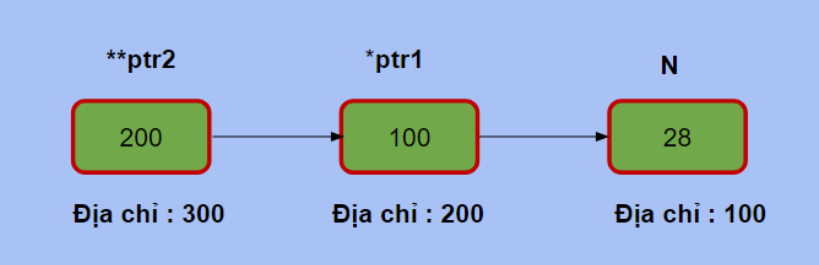 **ptr2 *ptr1 N
200 100 28
Địa chỉ : 300 Địa chỉ : 200 Địa chỉ : 100